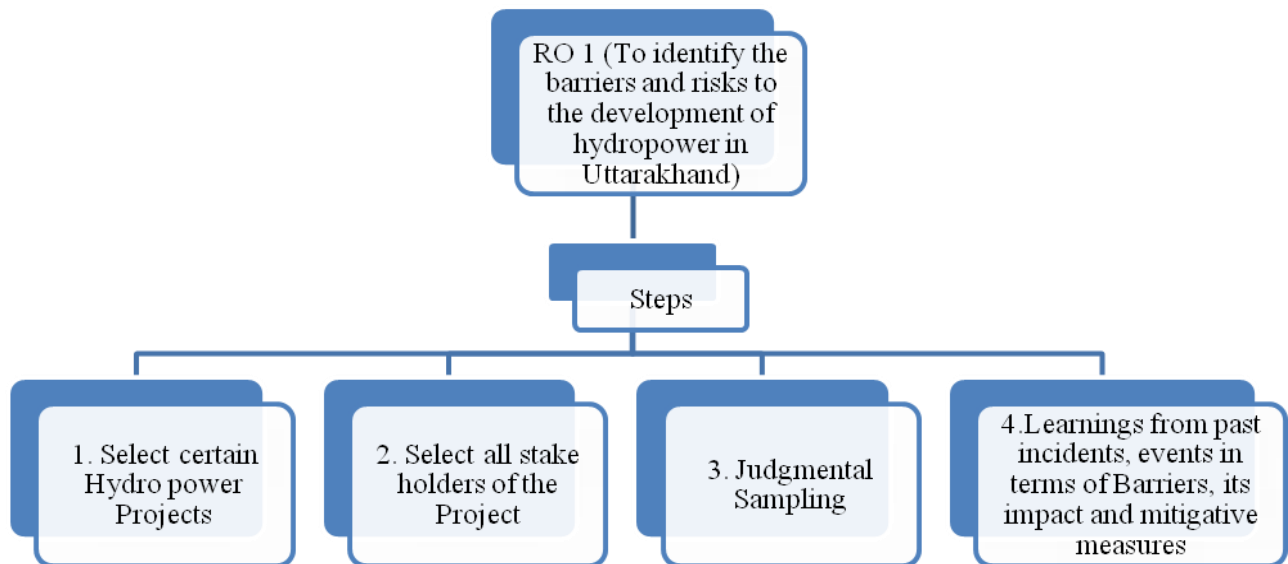 RO 1 (To identify the
barriers and risks to
the development of
hydropower in
Uttarakhand)
Steps
1. Select certain
Hydro power
Projects
2. Select all stake
holders of the
Project
3. Judgmental
Sampling
4.Learnings from past
incidents, events in
terms of Barriers, its
impact and mitigative
measures